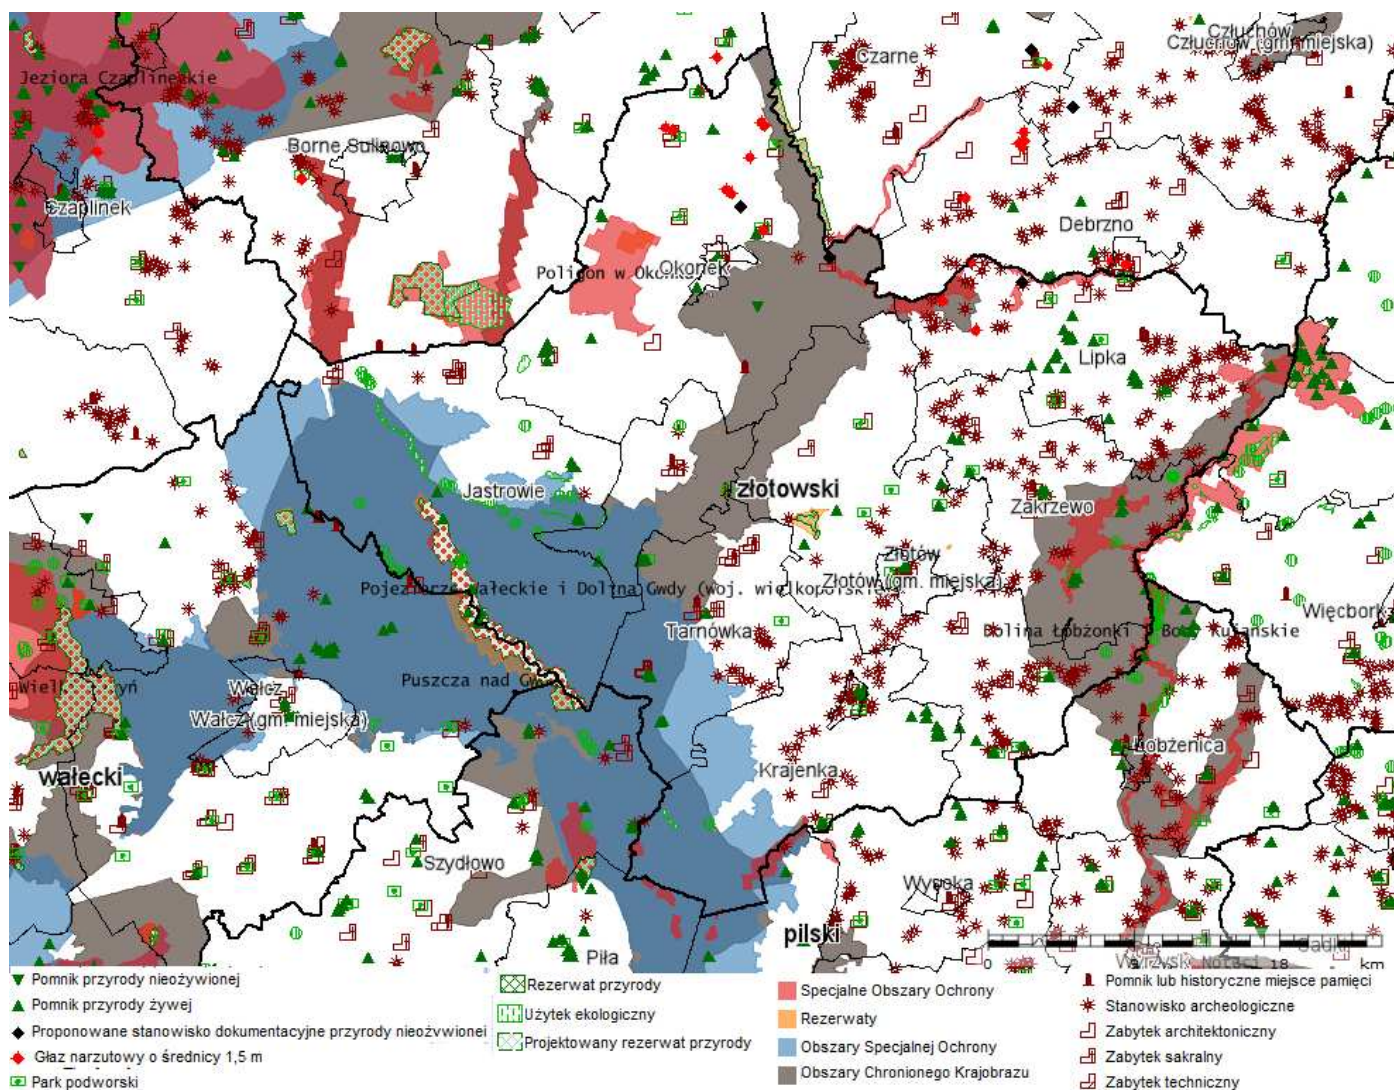 Człuchów
Człuchów (gm. miejska)
Czarne
Jeziora Czaplineckie
Borne Sulinowo
Czaplinek
Debrzno
Okonek
Poligon w
Lipka
Jastrowie
złotowski
Zakrzewo
Złotów
Złotów (gm. miejska)
Pojezierze Wałeckie i Dolina Gwdy (woj.
Więcbork
Tarnówka
Dolina Łobżonki
Puszcza nad
Wałcz
Wałcz (gm. miejska)
Łobżenica
wałecki
Krajenka
Szydłowo
Wysoka
pilski
Piła
0
18
km
Pomnik przyrody nieożywionej
Pomnik przyrody żywej
Proponowane stanowisko dokumentacyjne przyrody nieożywionej
Głaz narzutowy o średnicy 1,5 m
Park podworski
Rezerwat przyrody
Użytek ekologiczny
Projektowany rezerwat przyrody
Specjalne Obszary Ochrony
Rezerwaty
Obszary Specjalnej Ochrony
Obszary Chronionego Krajobrazu
Pomnik lub historyczne miejsce pamięci
Stanowisko archeologiczne
Zabytek architektoniczny
Zabytek sakralny
Zabytek techniczny